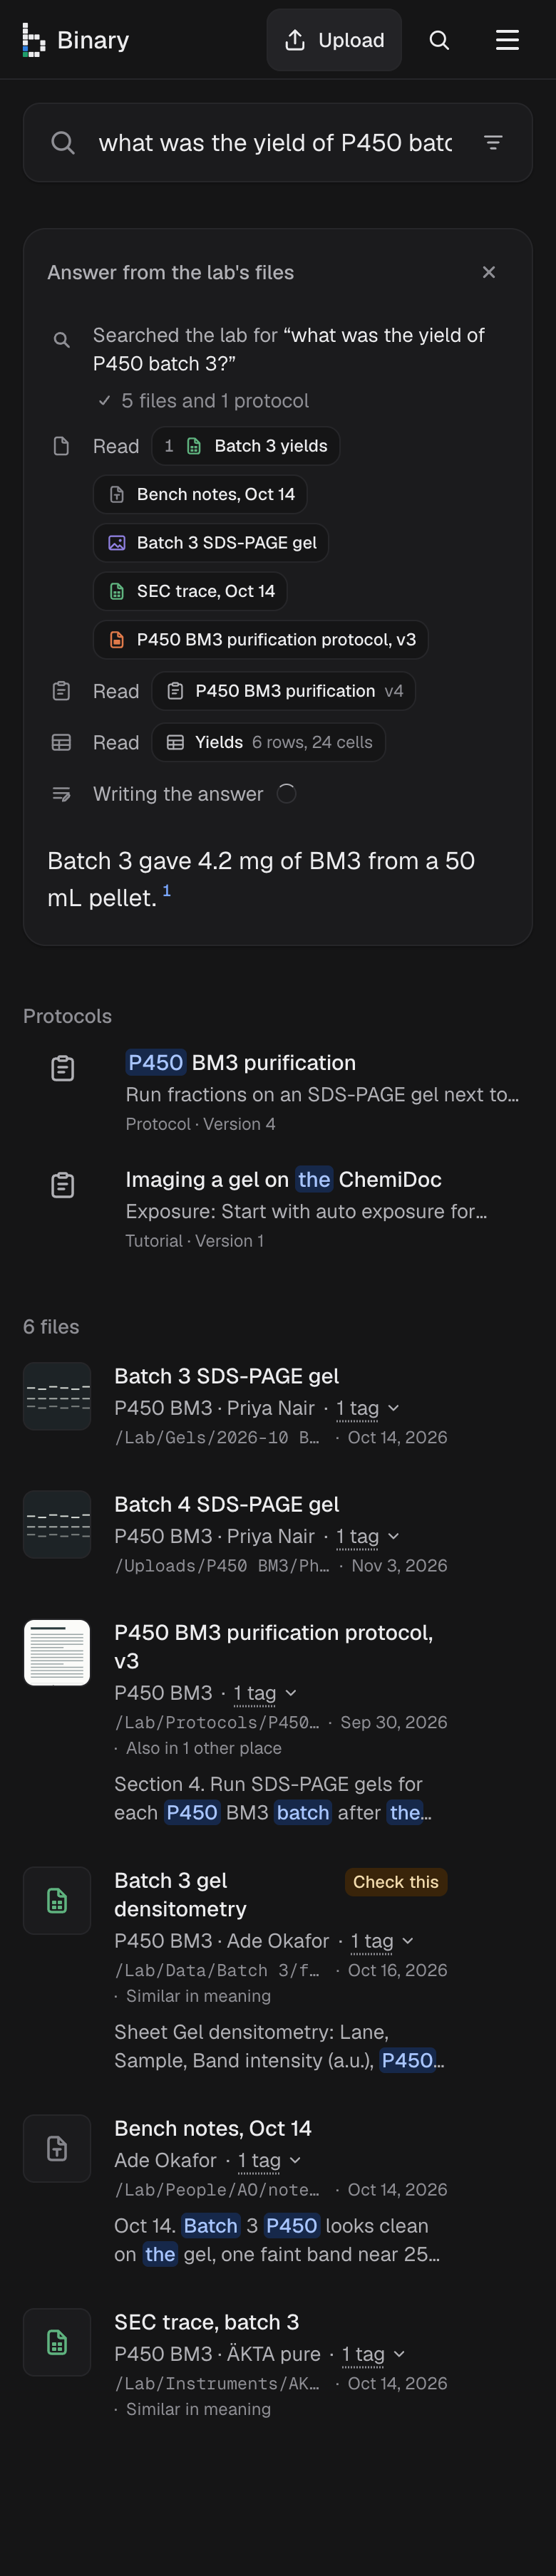 Binary
Upload
what was the yield of P450 batc
Answer from the lab's files
Searched the lab for “what was the yield of
P450 batch 3?”
5 files and 1 protocol
Read 1 Batch 3 yields
Bench notes, Oct 14
Batch 3 SDS-PAGE gel
SEC trace, Oct 14
P450 BM3 purification protocol, v3
Read P450 BM3 purification v4
Read Yields 6 rows, 24 cells
Writing the answer
Batch 3 gave 4.2 mg of BM3 from a 50
mL pellet. 1
Protocols
P450 BM3 purification
Run fractions on an SDS-PAGE gel next to…
Protocol · Version 4
Imaging a gel on the ChemiDoc
Exposure: Start with auto exposure for…
Tutorial · Version 1
6 files
Batch 3 SDS-PAGE gel
P450 BM3 · Priya Nair · 1 tag
/Lab/Gels/2026-10 B… · Oct 14, 2026
Batch 4 SDS-PAGE gel
P450 BM3 · Priya Nair · 1 tag
/Uploads/P450 BM3/Ph… · Nov 3, 2026
P450 BM3 purification protocol,
v3
P450 BM3 · 1 tag
/Lab/Protocols/P450… · Sep 30, 2026
· Also in 1 other place
Section 4. Run SDS-PAGE gels for
each P450 BM3 batch after the…
Batch 3 gel Check this
densitometry
P450 BM3 · Ade Okafor · 1 tag
/Lab/Data/Batch 3/f… · Oct 16, 2026
· Similar in meaning
Sheet Gel densitometry: Lane,
Sample, Band intensity (a.u.), P450…
Bench notes, Oct 14
Ade Okafor · 1 tag
/Lab/People/AO/note… · Oct 14, 2026
Oct 14. Batch 3 P450 looks clean
on the gel, one faint band near 25…
SEC trace, batch 3
P450 BM3 · ÄKTA pure · 1 tag
/Lab/Instruments/AK… · Oct 14, 2026
· Similar in meaning